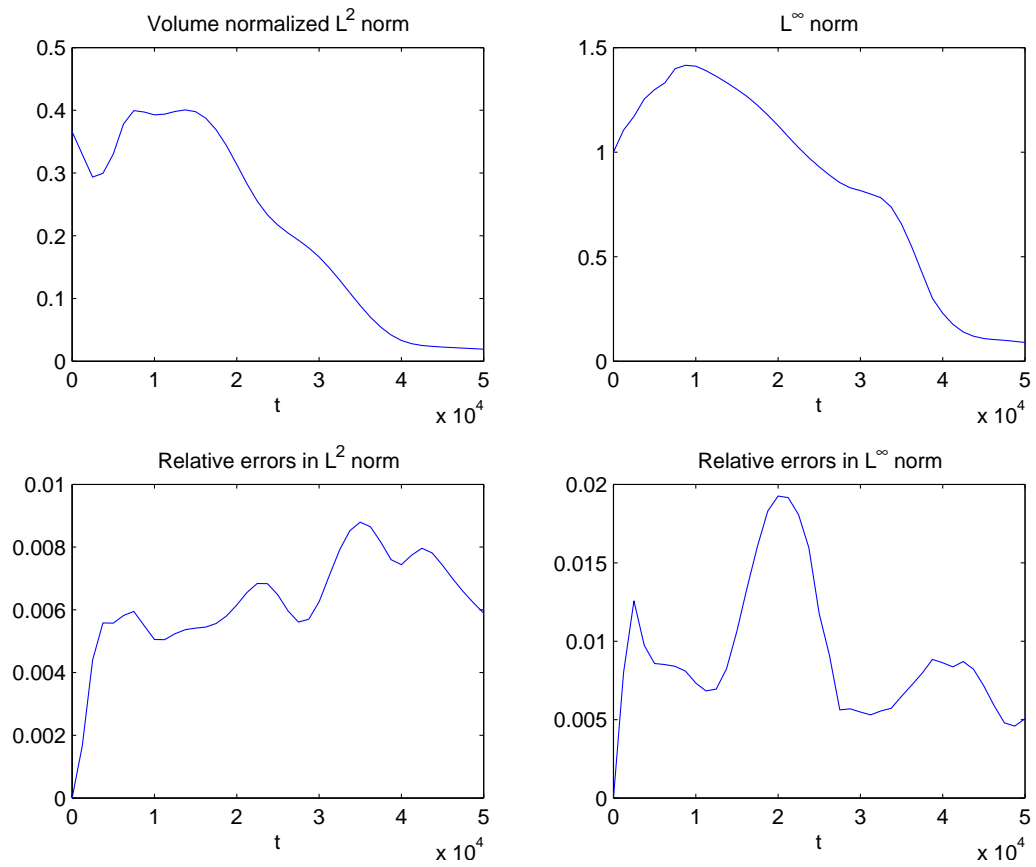 Volume normalized L² norm
0.5
0.4
0.3
0.2
0.1
0
0 1 2 3 4 5
x 10⁴
t
L∞ norm
1.5
1
0.5
0
0 1 2 3 4 5
x 10⁴
t
Relative errors in L² norm
0.01
0.008
0.006
0.004
0.002
0
0 1 2 3 4 5
x 10⁴
t
Relative errors in L∞ norm
0.02
0.015
0.01
0.005
0
0 1 2 3 4 5
x 10⁴
t